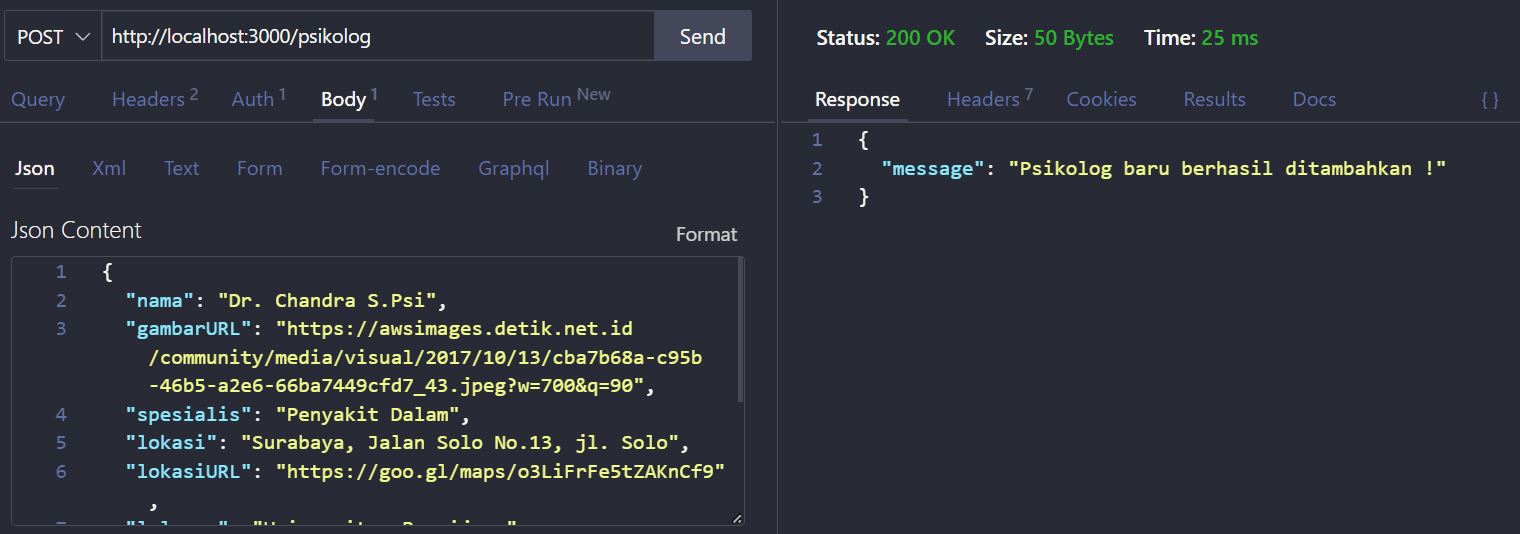 POST http://localhost:3000/psikolog Send
Query Headers 2 Auth 1 Body 1 Tests Pre Run New
Json Xml Text Form Form-encode Graphql Binary
Json Content Format
1 {
2 "nama": "Dr. Chandra S.Psi",
3 "gambarURL": "https://awsimages.detik.net.id
/community/media/visual/2017/10/13/cba7b68a-c95b
-46b5-a2e6-66ba7449cfd7_43.jpeg?w=700&q=90",
4 "spesialis": "Penyakit Dalam",
5 "lokasi": "Surabaya, Jalan Solo No.13, jl. Solo",
6 "lokasiURL": "https://goo.gl/maps/o3LiFrFe5tZAKnCf9"
,
Status: 200 OK Size: 50 Bytes Time: 25 ms
Response Headers 7 Cookies Results Docs { }
1 {
2 "message": "Psikolog baru berhasil ditambahkan !"
3 }